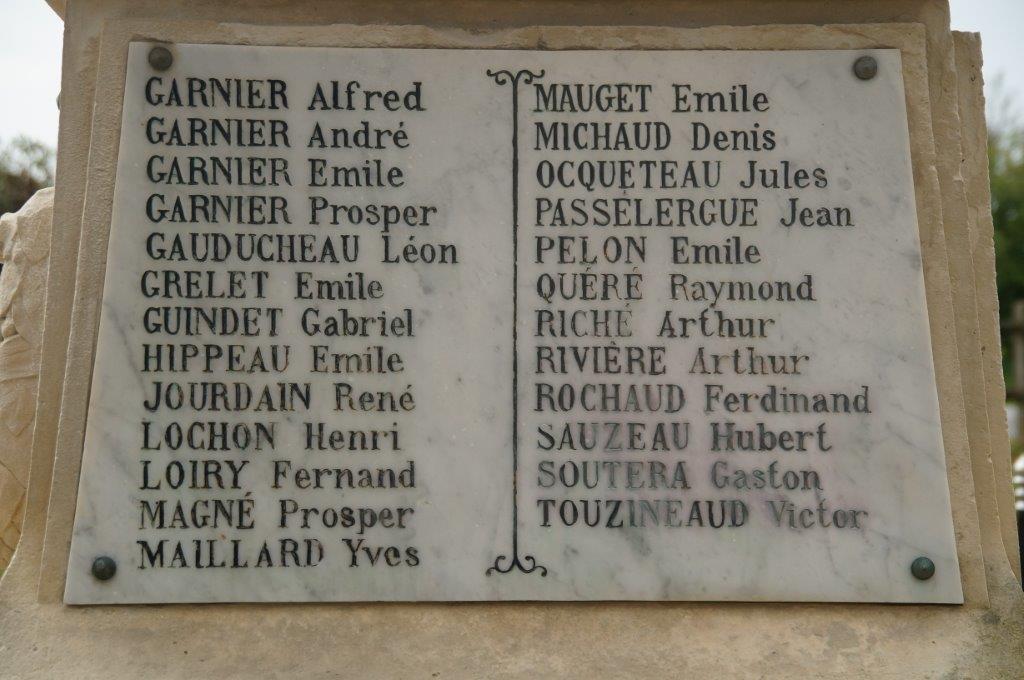 GARNIER Alfred
GARNIER André
GARNIER Emile
GARNIER Prosper
GAUDUCHEAU Léon
GRELET Emile
GUINDET Gabriel
HIPPEAU Emile
JOURDAIN René
LOCHON Henri
LOIRY Fernand
MAGNÉ Prosper
MAILLARD Yves
MAUGET Emile
MICHAUD Denis
OCQUETEAU Jules
PASSÉLERGUE Jean
PELON Emile
QUÉRÉ Raymond
RICHÉ Arthur
RIVIÈRE Arthur
ROCHAUD Ferdinand
SAUZEAU Hubert
SOUTERA Gaston
TOUZINEAUD Victor